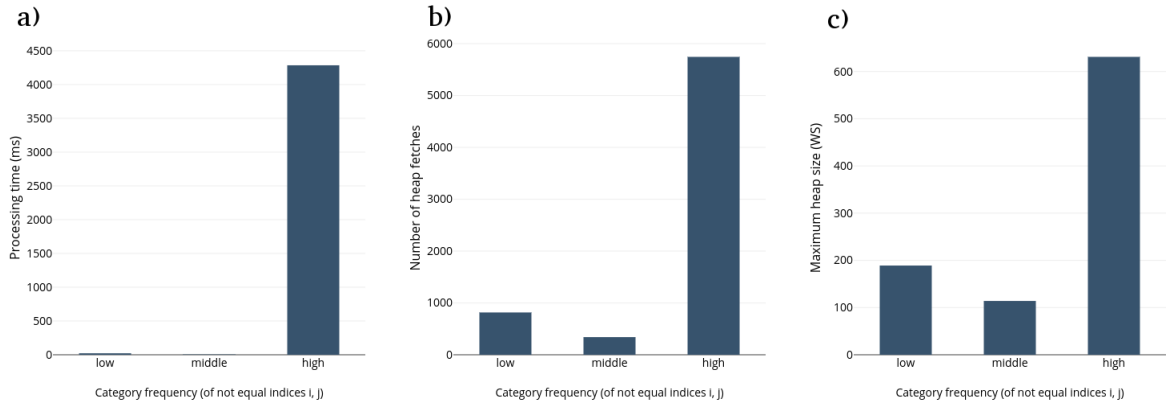 a)
4500
4000
3500
3000
2500
2000
1500
1000
500
0
Processing time (ms)
low middle high
Category frequency (of not equal indices i, j)
b)
6000
5000
4000
3000
2000
1000
0
Number of heap fetches
low middle high
Category frequency (of not equal indices i, j)
c)
600
500
400
300
200
100
0
Maximum heap size (WS)
low middle high
Category frequency (of not equal indices i, j)